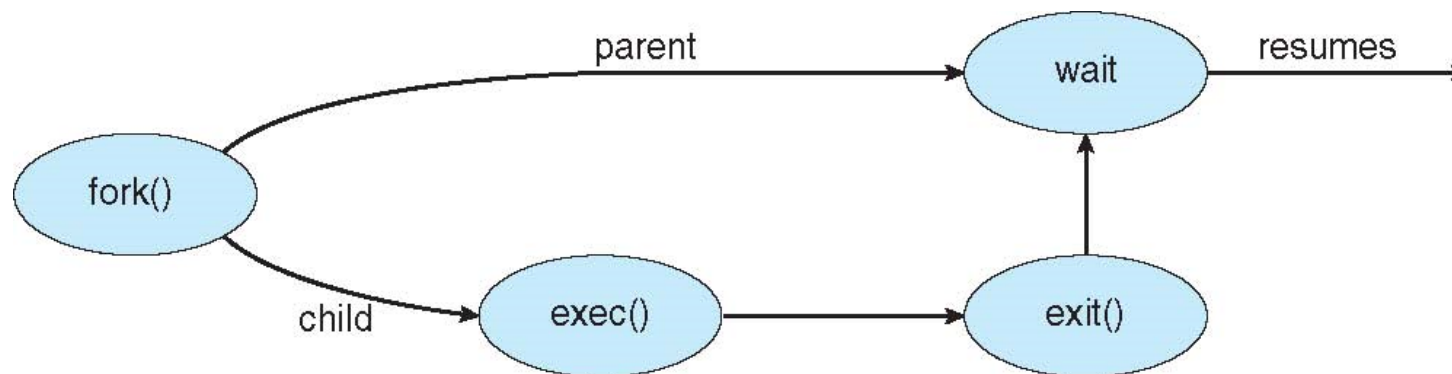 parent
wait
resumes
fork()
child
exec()
exit()